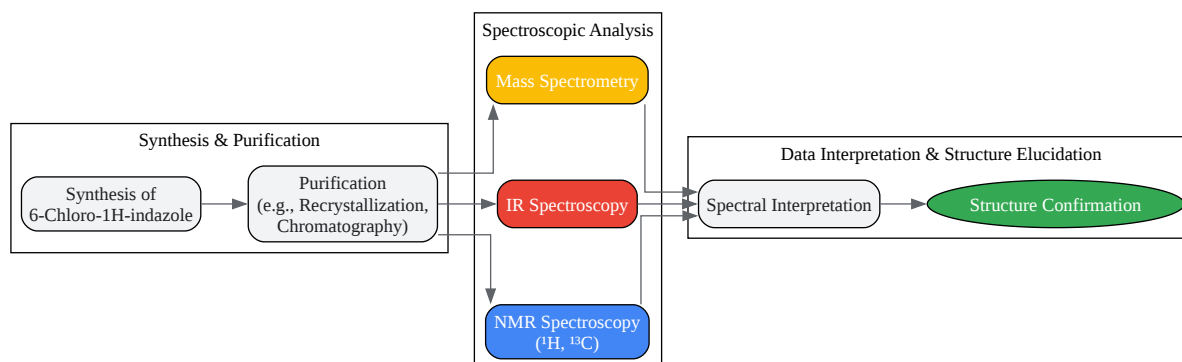 Synthesis & Purification
Synthesis of
6-Chloro-1H-indazole
Purification
(e.g., Recrystallization,
Chromatography)
Spectroscopic Analysis
Mass Spectrometry
IR Spectroscopy
NMR Spectroscopy
(¹H, ¹³C)
Data Interpretation & Structure Elucidation
Spectral Interpretation
Structure Confirmation